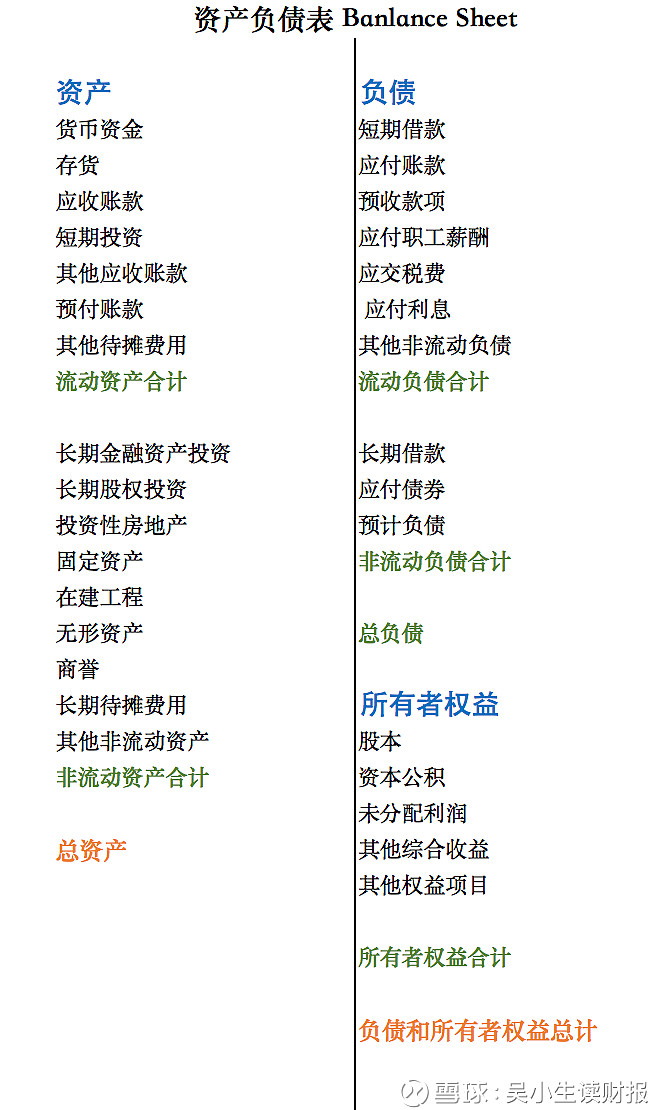 资产负债表 Banlance Sheet
资产
货币资金
存货
应收账款
短期投资
其他应收账款
预付账款
其他待摊费用
流动资产合计
长期金融资产投资
长期股权投资
投资性房地产
固定资产
在建工程
无形资产
商誉
长期待摊费用
其他非流动资产
非流动资产合计
总资产
负债
短期借款
应付账款
预收款项
应付职工薪酬
应交税费
应付利息
其他非流动负债
流动负债合计
长期借款
应付债券
预计负债
非流动负债合计
总负债
所有者权益
股本
资本公积
未分配利润
其他综合收益
其他权益项目
所有者权益合计
负债和所有者权益总计
雪球：吴小生读财报